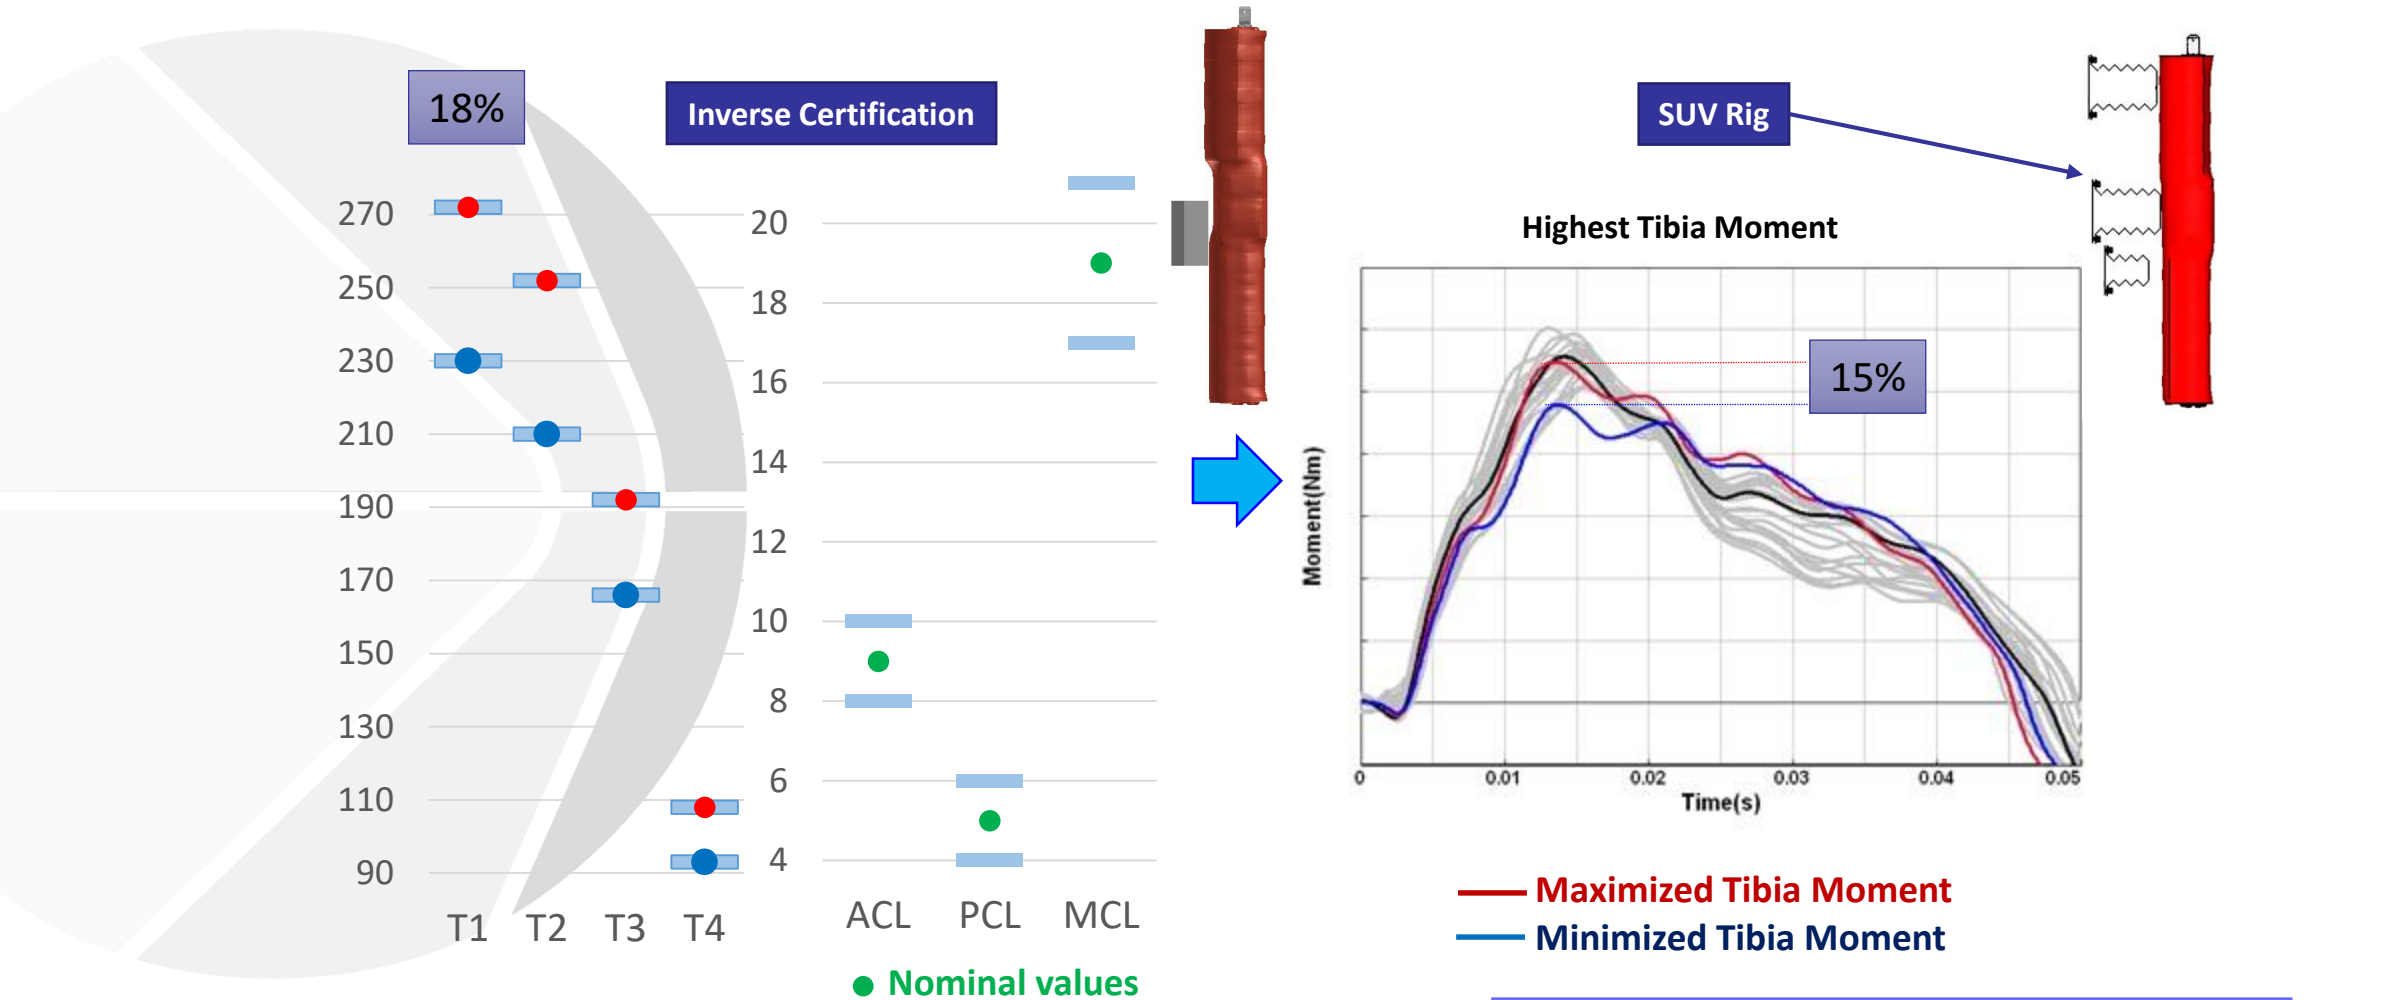 18%
Inverse Certification
270
250
230
210
190
170
150
130
110
90
T1 T2 T3 T4
20
18
16
14
12
10
8
6
4
ACL PCL MCL
Nominal values
SUV Rig
Highest Tibia Moment
15%
Moment(Nm)
0 0.01 0.02 0.03 0.04 0.05
Time(s)
Maximized Tibia Moment
Minimized Tibia Moment